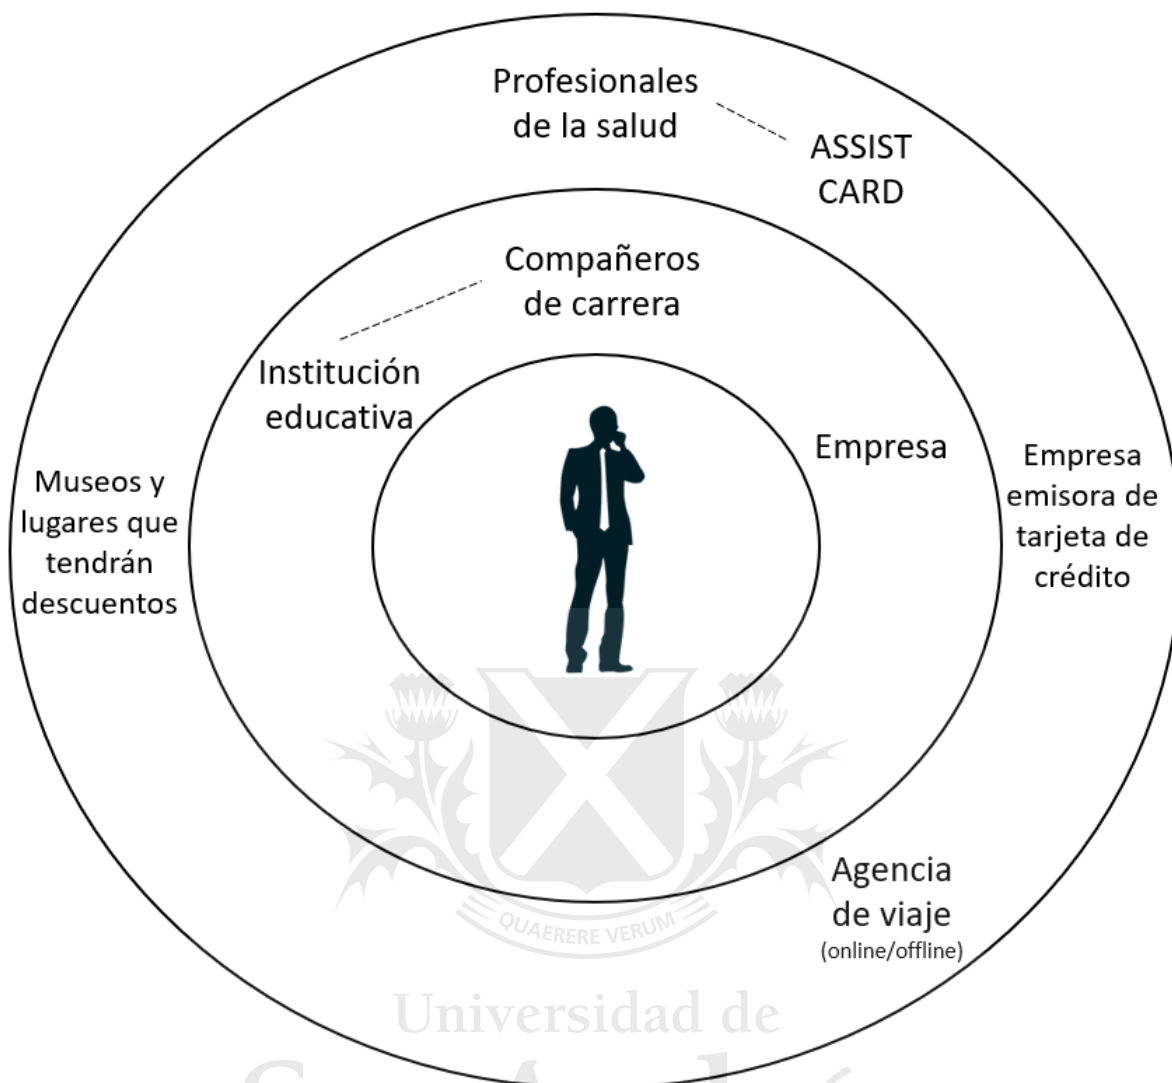 Profesionales
de la salud
ASSIST
CARD
Compañeros
de carrera
Institución
educativa
Empresa
Museos y
lugares que
tendrán
descuentos
Empresa
emisora de
tarjeta de
crédito
Agencia
de viaje
(online/offline)
QUAERERE VERUM
Universidad de